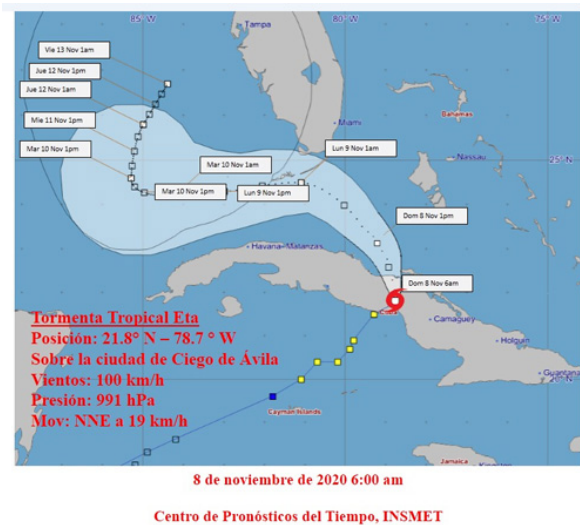 85° W
80° W
75° W
Tampa
Vie 13 Nov 1am
Jue 12 Nov 1pm
Jue 12 Nov 1am
Mie 11 Nov 1pm
Mar 10 Nov 1pm
Mar 10 Nov 1am
Mar 10 Nov 1pm
Lun 9 Nov 1pm
Lun 9 Nov 1am
Miami
Bahamas
Nassau
25° N
Dom 8 Nov 1pm
Dom 8 Nov 6am
Havana
Matanzas
Cuba
Camaguey
Holguin
Guantana
20° N
Cayman Islands
Jamaica
Kingston
Tormenta Tropical Eta
Posición: 21.8° N – 78.7 ° W
Sobre la ciudad de Ciego de Ávila
Vientos: 100 km/h
Presión: 991 hPa
Mov: NNE a 19 km/h
8 de noviembre de 2020 6:00 am
Centro de Pronósticos del Tiempo, INSMET